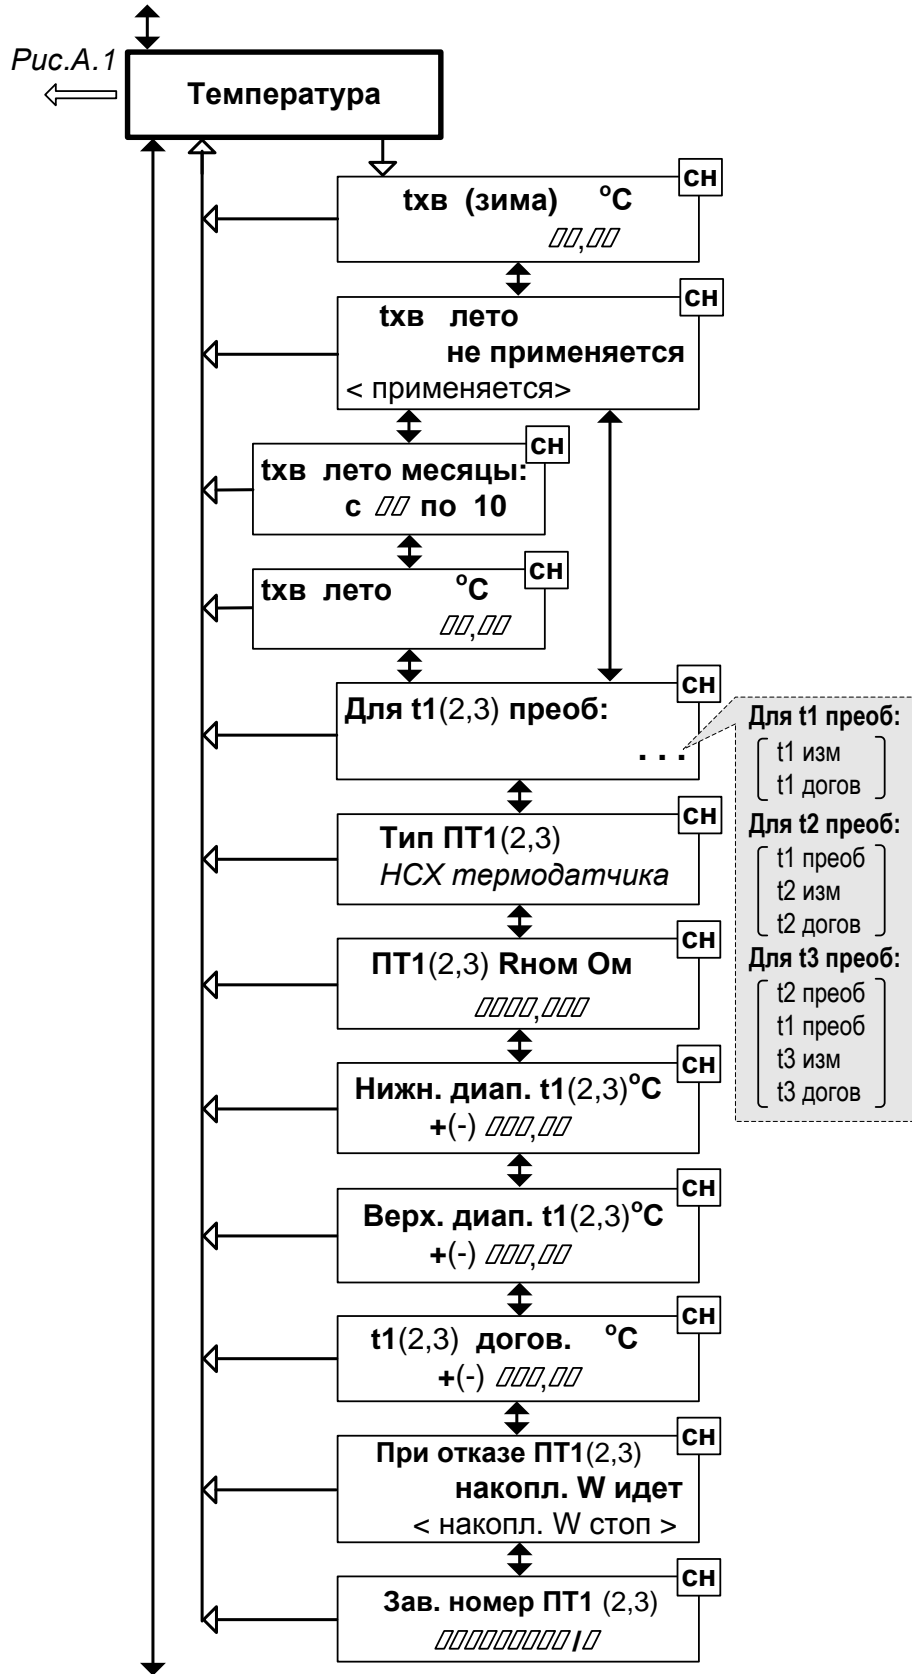 Рис.А.1
Температура
СН
tхв (зима) °С
▯▯,▯▯
СН
tхв лето
не применяется
< применяется>
СН
tхв лето месяцы:
с ▯▯ по 10
СН
tхв лето °С
▯▯,▯▯
СН
Для t1(2,3) преоб:
. . .
Для t1 преоб:
t1 изм
t1 догов
Для t2 преоб:
t1 преоб
t2 изм
t2 догов
Для t3 преоб:
t2 преоб
t1 преоб
t3 изм
t3 догов
СН
Тип ПТ1(2,3)
НСХ термодатчика
СН
ПТ1(2,3) Rном Ом
▯▯▯▯,▯▯▯
СН
Нижн. диап. t1(2,3)°С
+(-) ▯▯▯,▯▯
СН
Верх. диап. t1(2,3)°С
+(-) ▯▯▯,▯▯
СН
t1(2,3) догов. °С
+(-) ▯▯▯,▯▯
СН
При отказе ПТ1(2,3)
накопл. W идет
< накопл. W стоп >
СН
Зав. номер ПТ1 (2,3)
▯▯▯▯▯▯▯▯▯/▯